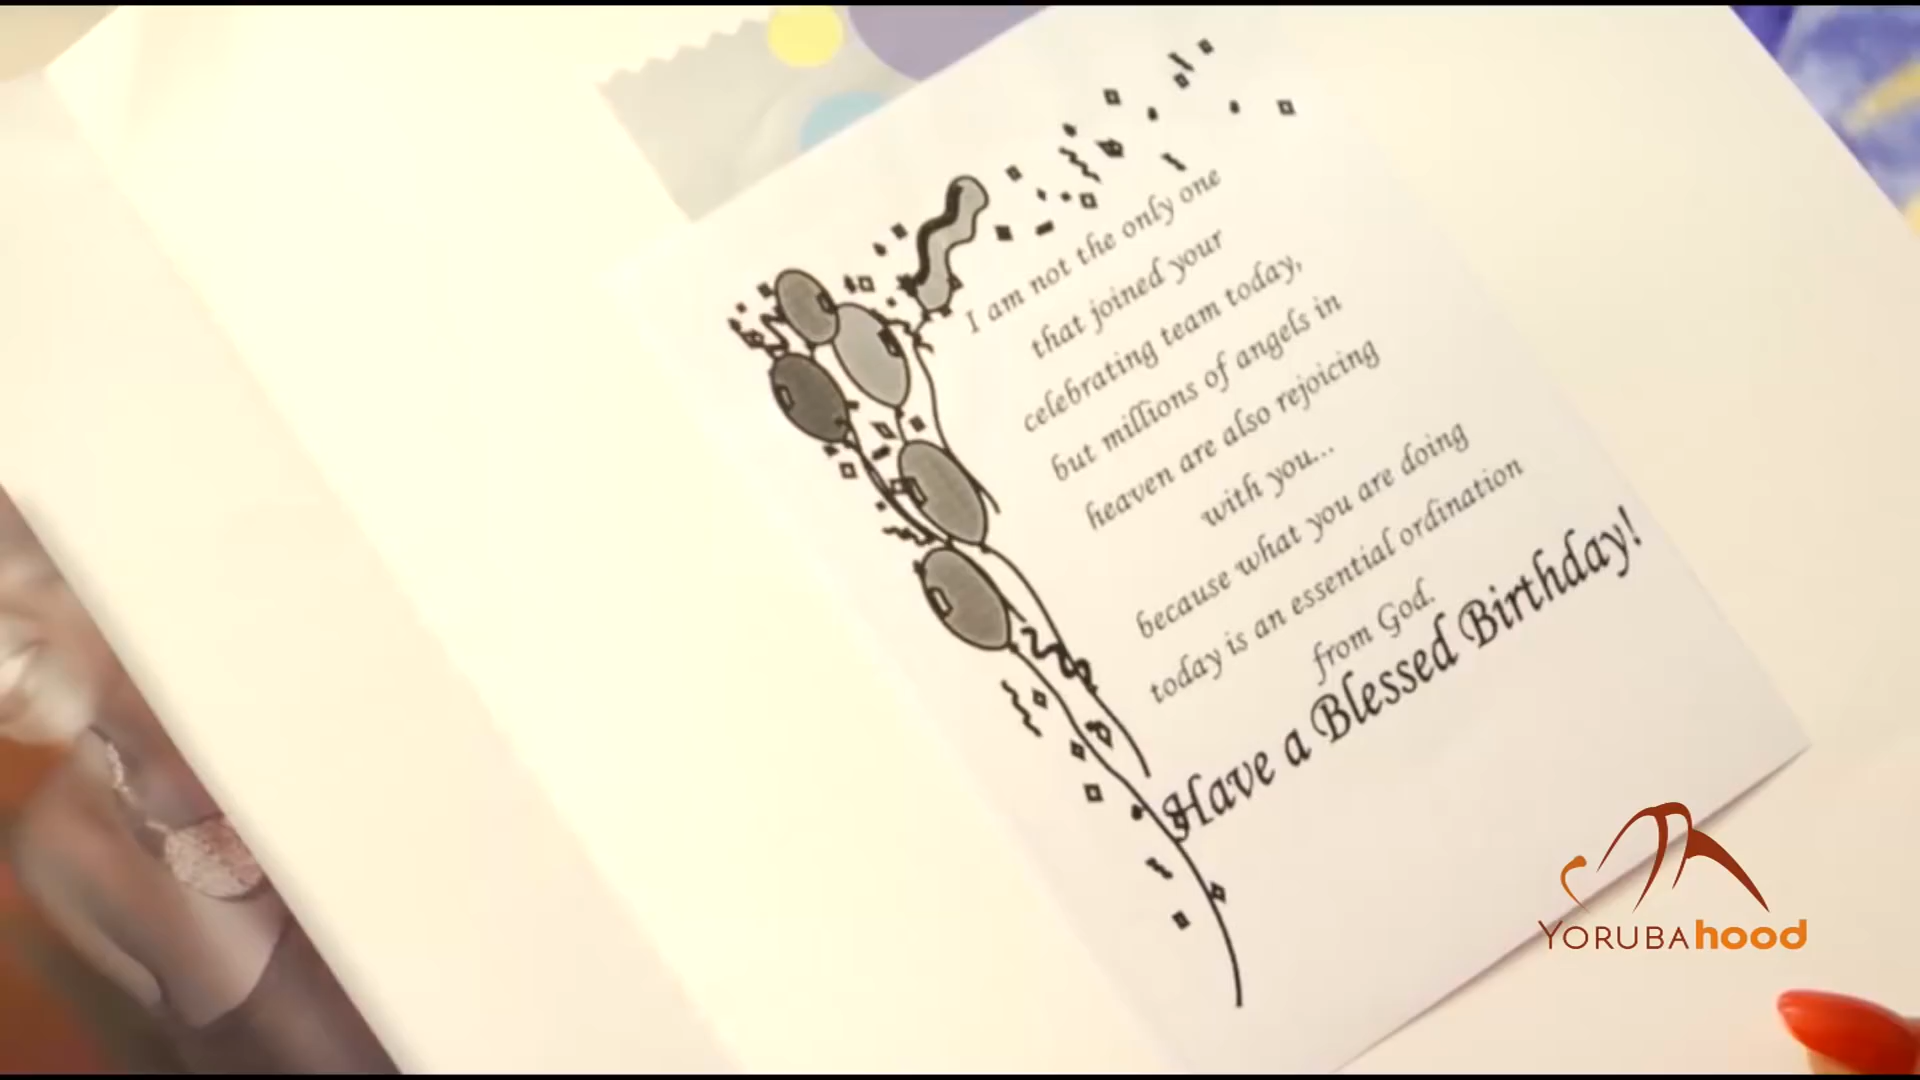 I am not the only one
that joined your
celebrating team today,
but millions of angels in
heaven are also rejoicing
with you...
because what you are doing
today is an essential ordination
from God.
Have a Blessed Birthday!
YORUBAhood